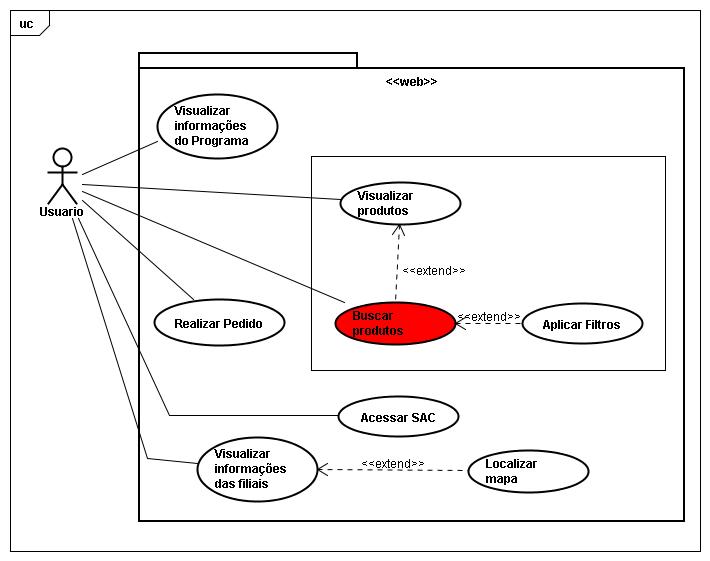 uc
<<web>>
Visualizar
informações
do Programa
Usuario
Visualizar
produtos
<<extend>>
Realizar Pedido
Buscar
produtos
<<extend>>
Aplicar Filtros
Acessar SAC
Visualizar
informações
das filiais
<<extend>>
Localizar
mapa